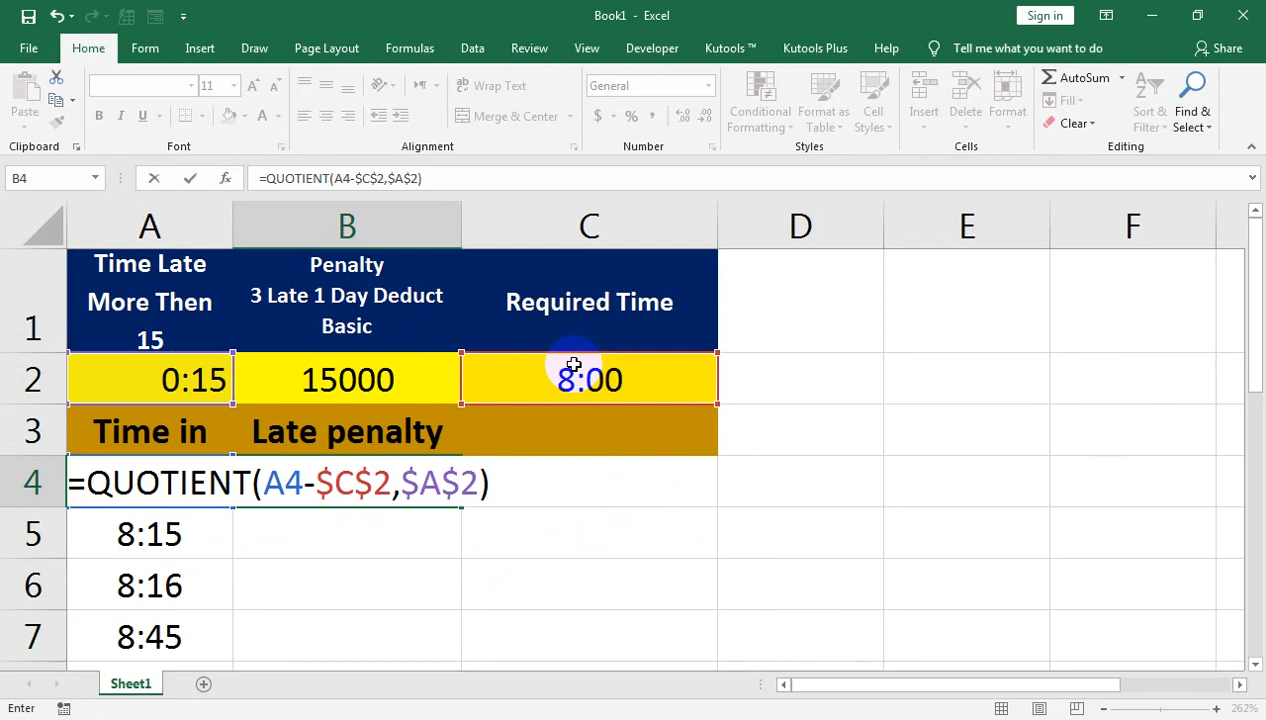 Book1 - Excel
Sign in
File Home Form Insert Draw Page Layout Formulas Data Review View Developer Kutools ™ Kutools Plus Help Tell me what you want to do Share
Paste
11
B I U A
Wrap Text
Merge & Center
General
$ % ,
Conditional Formatting
Format as Table
Cell Styles
Insert
Delete
Format
AutoSum
Fill
Clear
Sort & Filter
Find & Select
Clipboard Font Alignment Number Styles Cells Editing
B4 fx =QUOTIENT(A4-$C$2,$A$2)
A B C D E F
1
Time Late
More Then
15
Penalty
3 Late 1 Day Deduct
Basic
Required Time
2 0:15 15000 8:00
3 Time in Late penalty
4 =QUOTIENT(A4-$C$2,$A$2)
5 8:15
6 8:16
7 8:45
Sheet1
Enter 262%